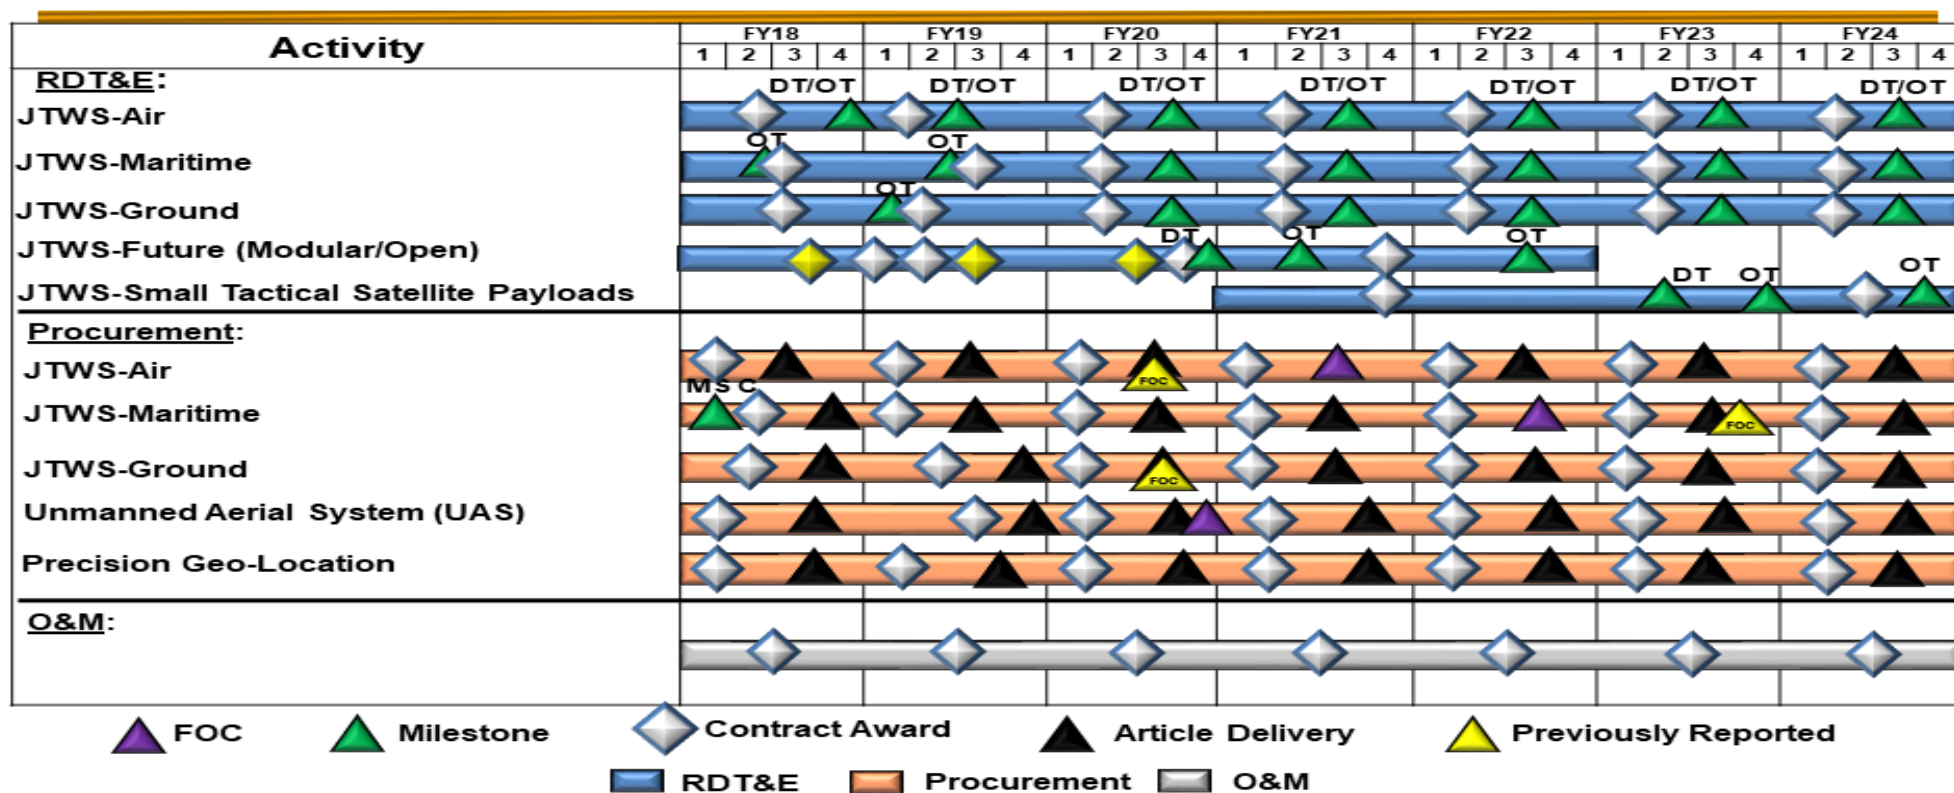 Activity FY18 FY19 FY20 FY21 FY22 FY23 FY24
1 2 3 4 1 2 3 4 1 2 3 4 1 2 3 4 1 2 3 4 1 2 3 4 1 2 3 4
RDT&E: DT/OT DT/OT DT/OT DT/OT DT/OT DT/OT DT/OT
JTWS-Air
OT OT
JTWS-Maritime
OT
JTWS-Ground
DT OT OT
JTWS-Future (Modular/Open)
DT OT OT
JTWS-Small Tactical Satellite Payloads
Procurement:
JTWS-Air
FOC
MS C
JTWS-Maritime
FOC
JTWS-Ground
FOC
Unmanned Aerial System (UAS)
Precision Geo-Location
O&M:
FOC Milestone Contract Award Article Delivery Previously Reported
RDT&E Procurement O&M